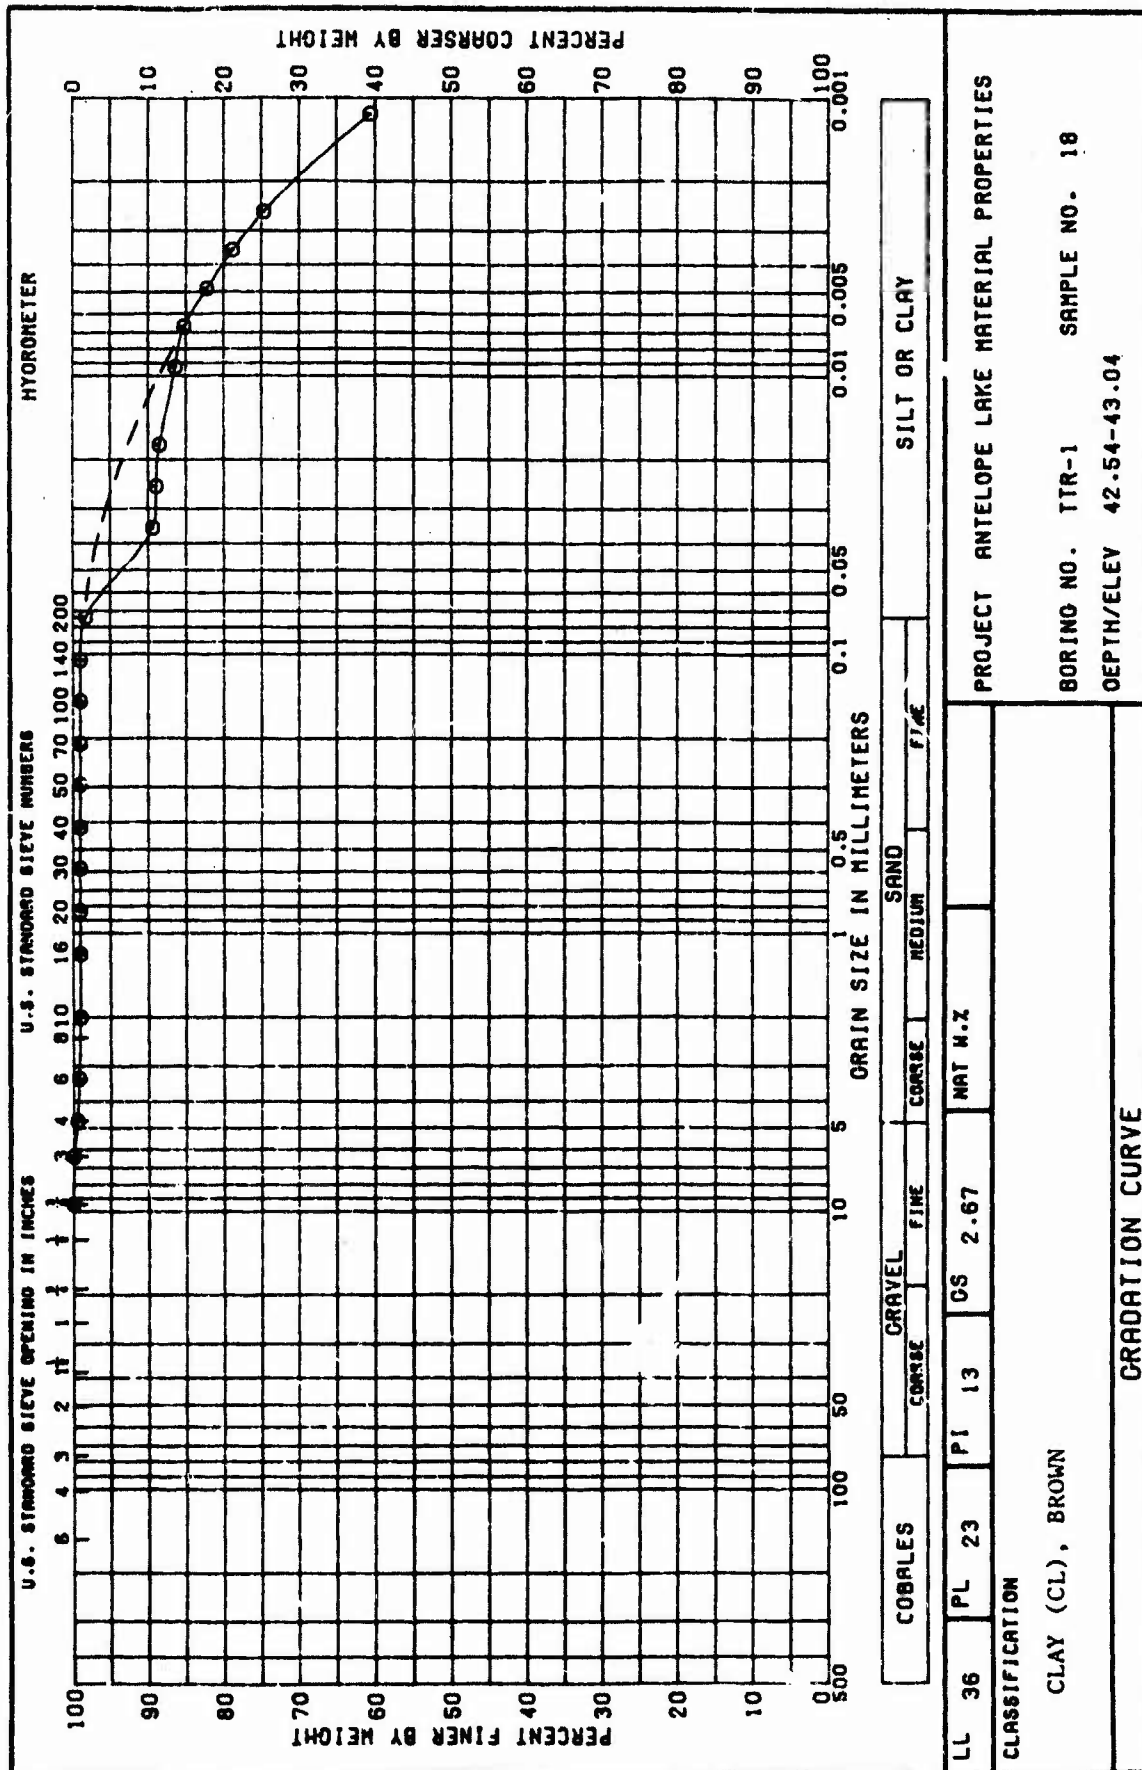 U.S. STANDARD SIEVE OPENING IN INCHES U.S. STANDARD SIEVE NUMBERS HYDROMETER
6 4 3 2 1½ 1 ¾ ½ ⅜ 3 4 6 8 10 16 20 30 40 50 70 100 140 200
PERCENT FINER BY WEIGHT
100
90
80
70
60
50
40
30
20
10
0
PERCENT COARSER BY WEIGHT
0
10
20
30
40
50
60
70
80
90
100
500 100 50 10 5 1 0.5 0.1 0.05 0.01 0.005 0.001
GRAIN SIZE IN MILLIMETERS
COBBLES GRAVEL SAND SILT OR CLAY
COARSE FINE COARSE MEDIUM FINE
LL 36 PL 23 PI 13 GS 2.67 NAT W.%
CLASSIFICATION
CLAY (CL), BROWN
PROJECT ANTELOPE LAKE MATERIAL PROPERTIES
BORING NO. TTR-1 SAMPLE NO. 18
DEPTH/ELEV 42.54-43.04
GRADATION CURVE